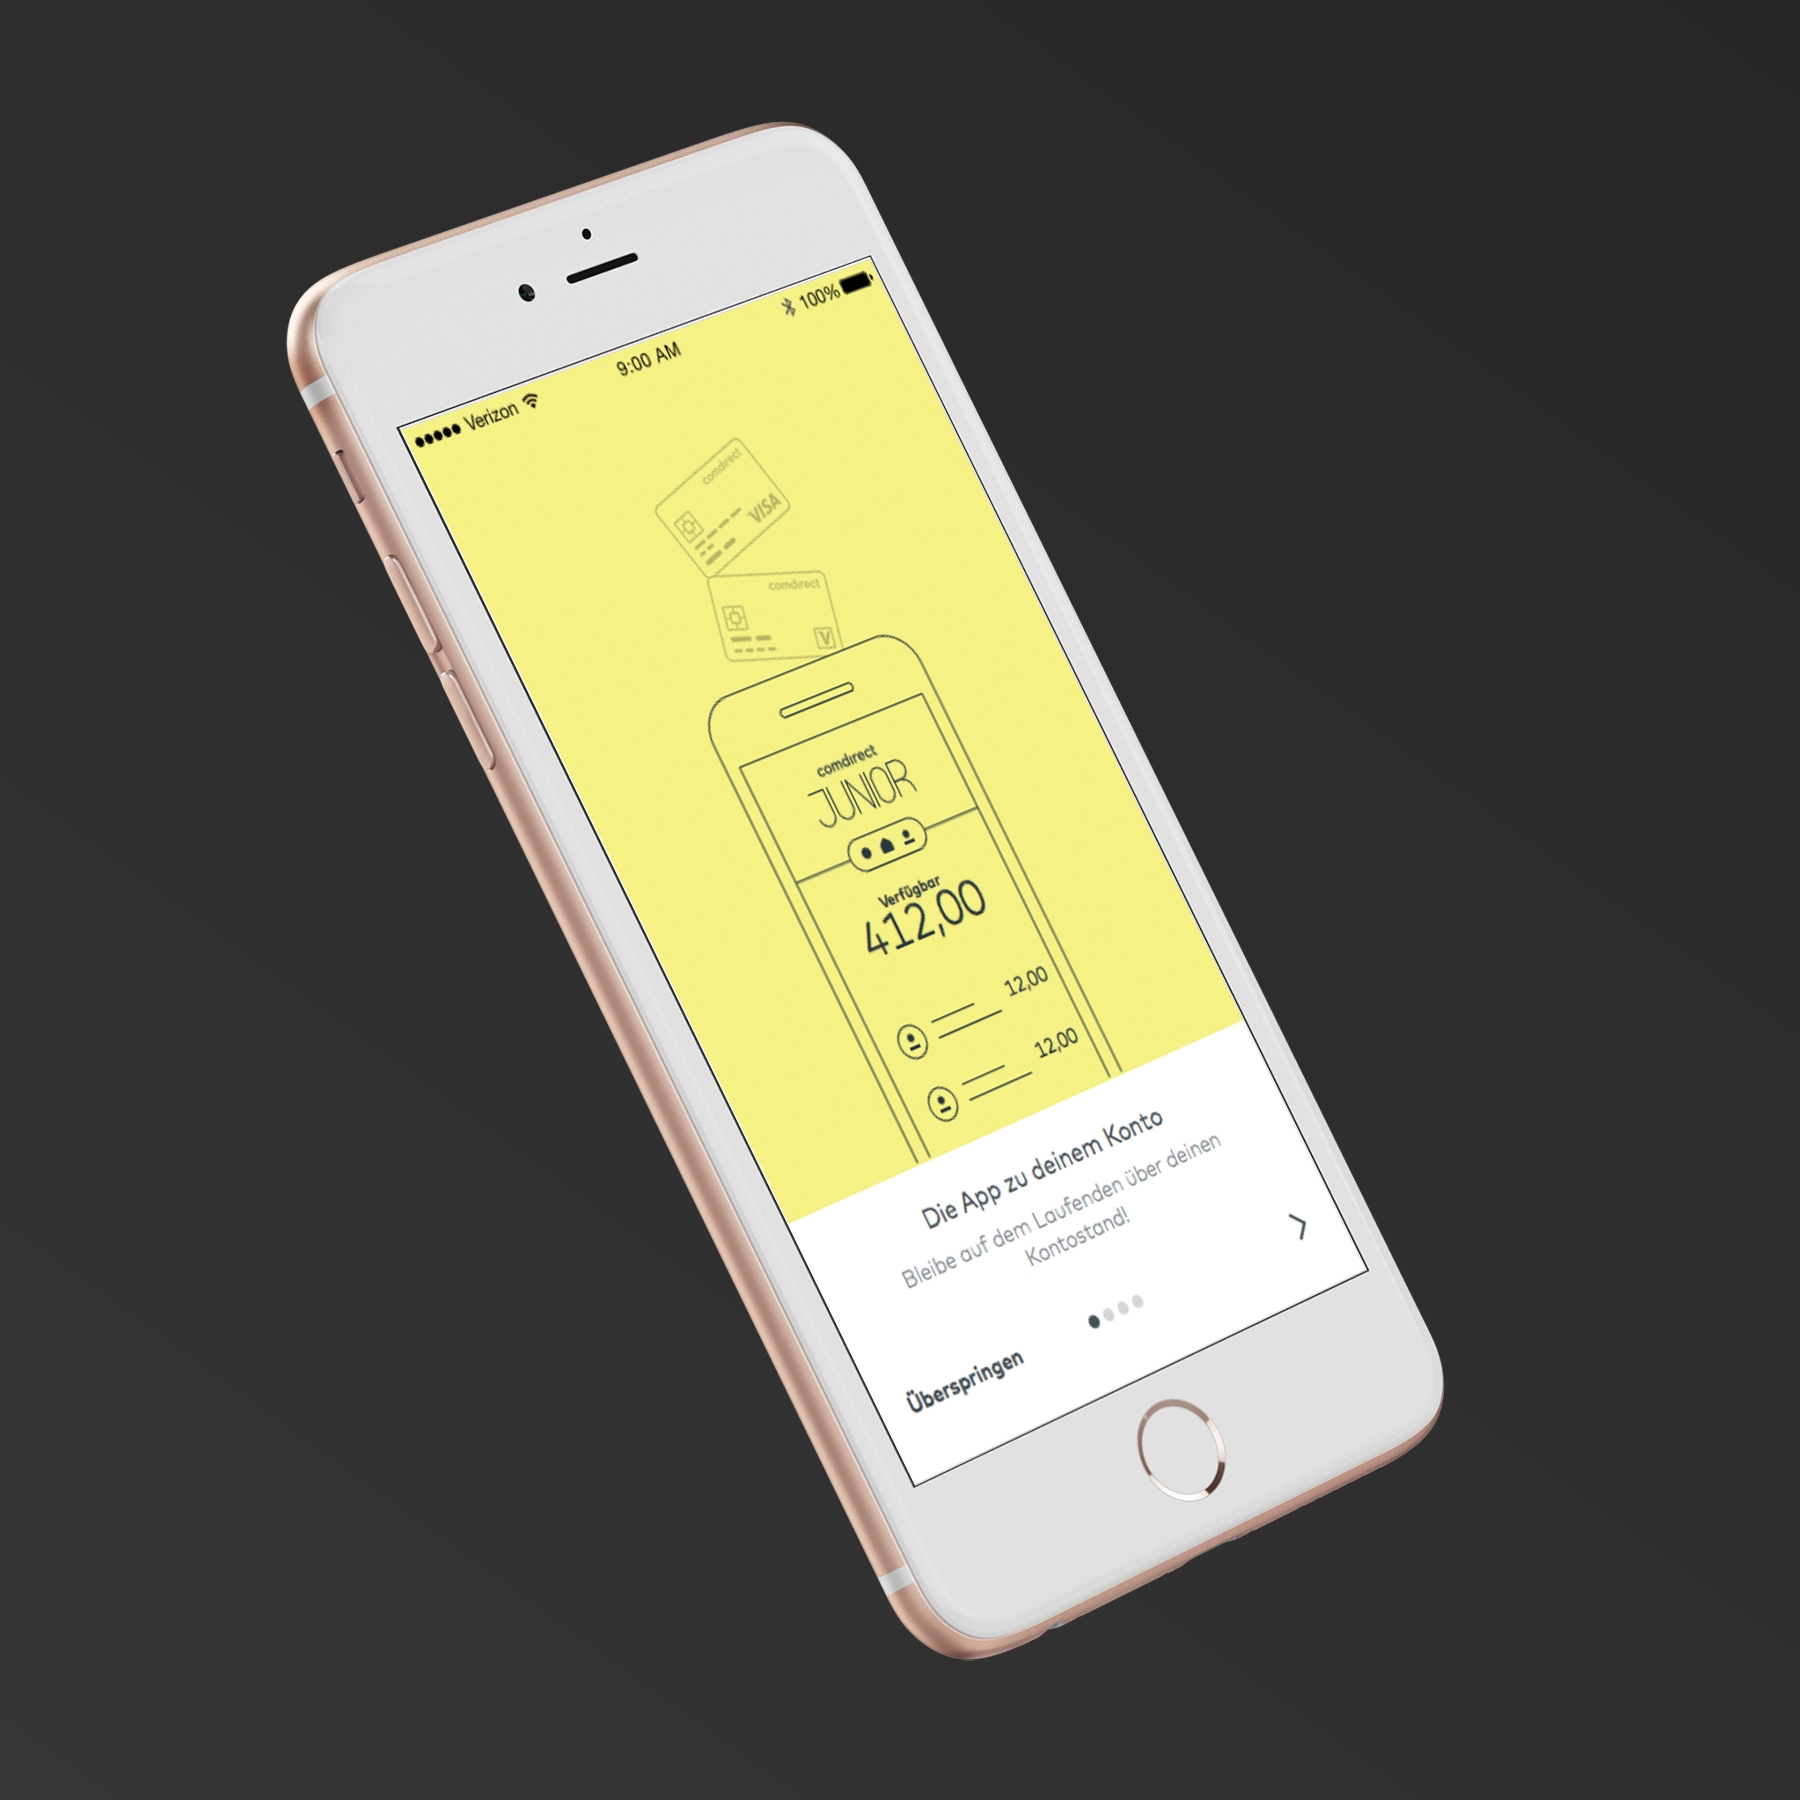 Verizon 9:00 AM 100%
comdirect
VISA
comdirect
V
comdirect
JUNIOR
Verfügbar
412,00
12,00
12,00
Die App zu deinem Konto
Bleibe auf dem Laufenden über deinen
Kontostand!
Überspringen